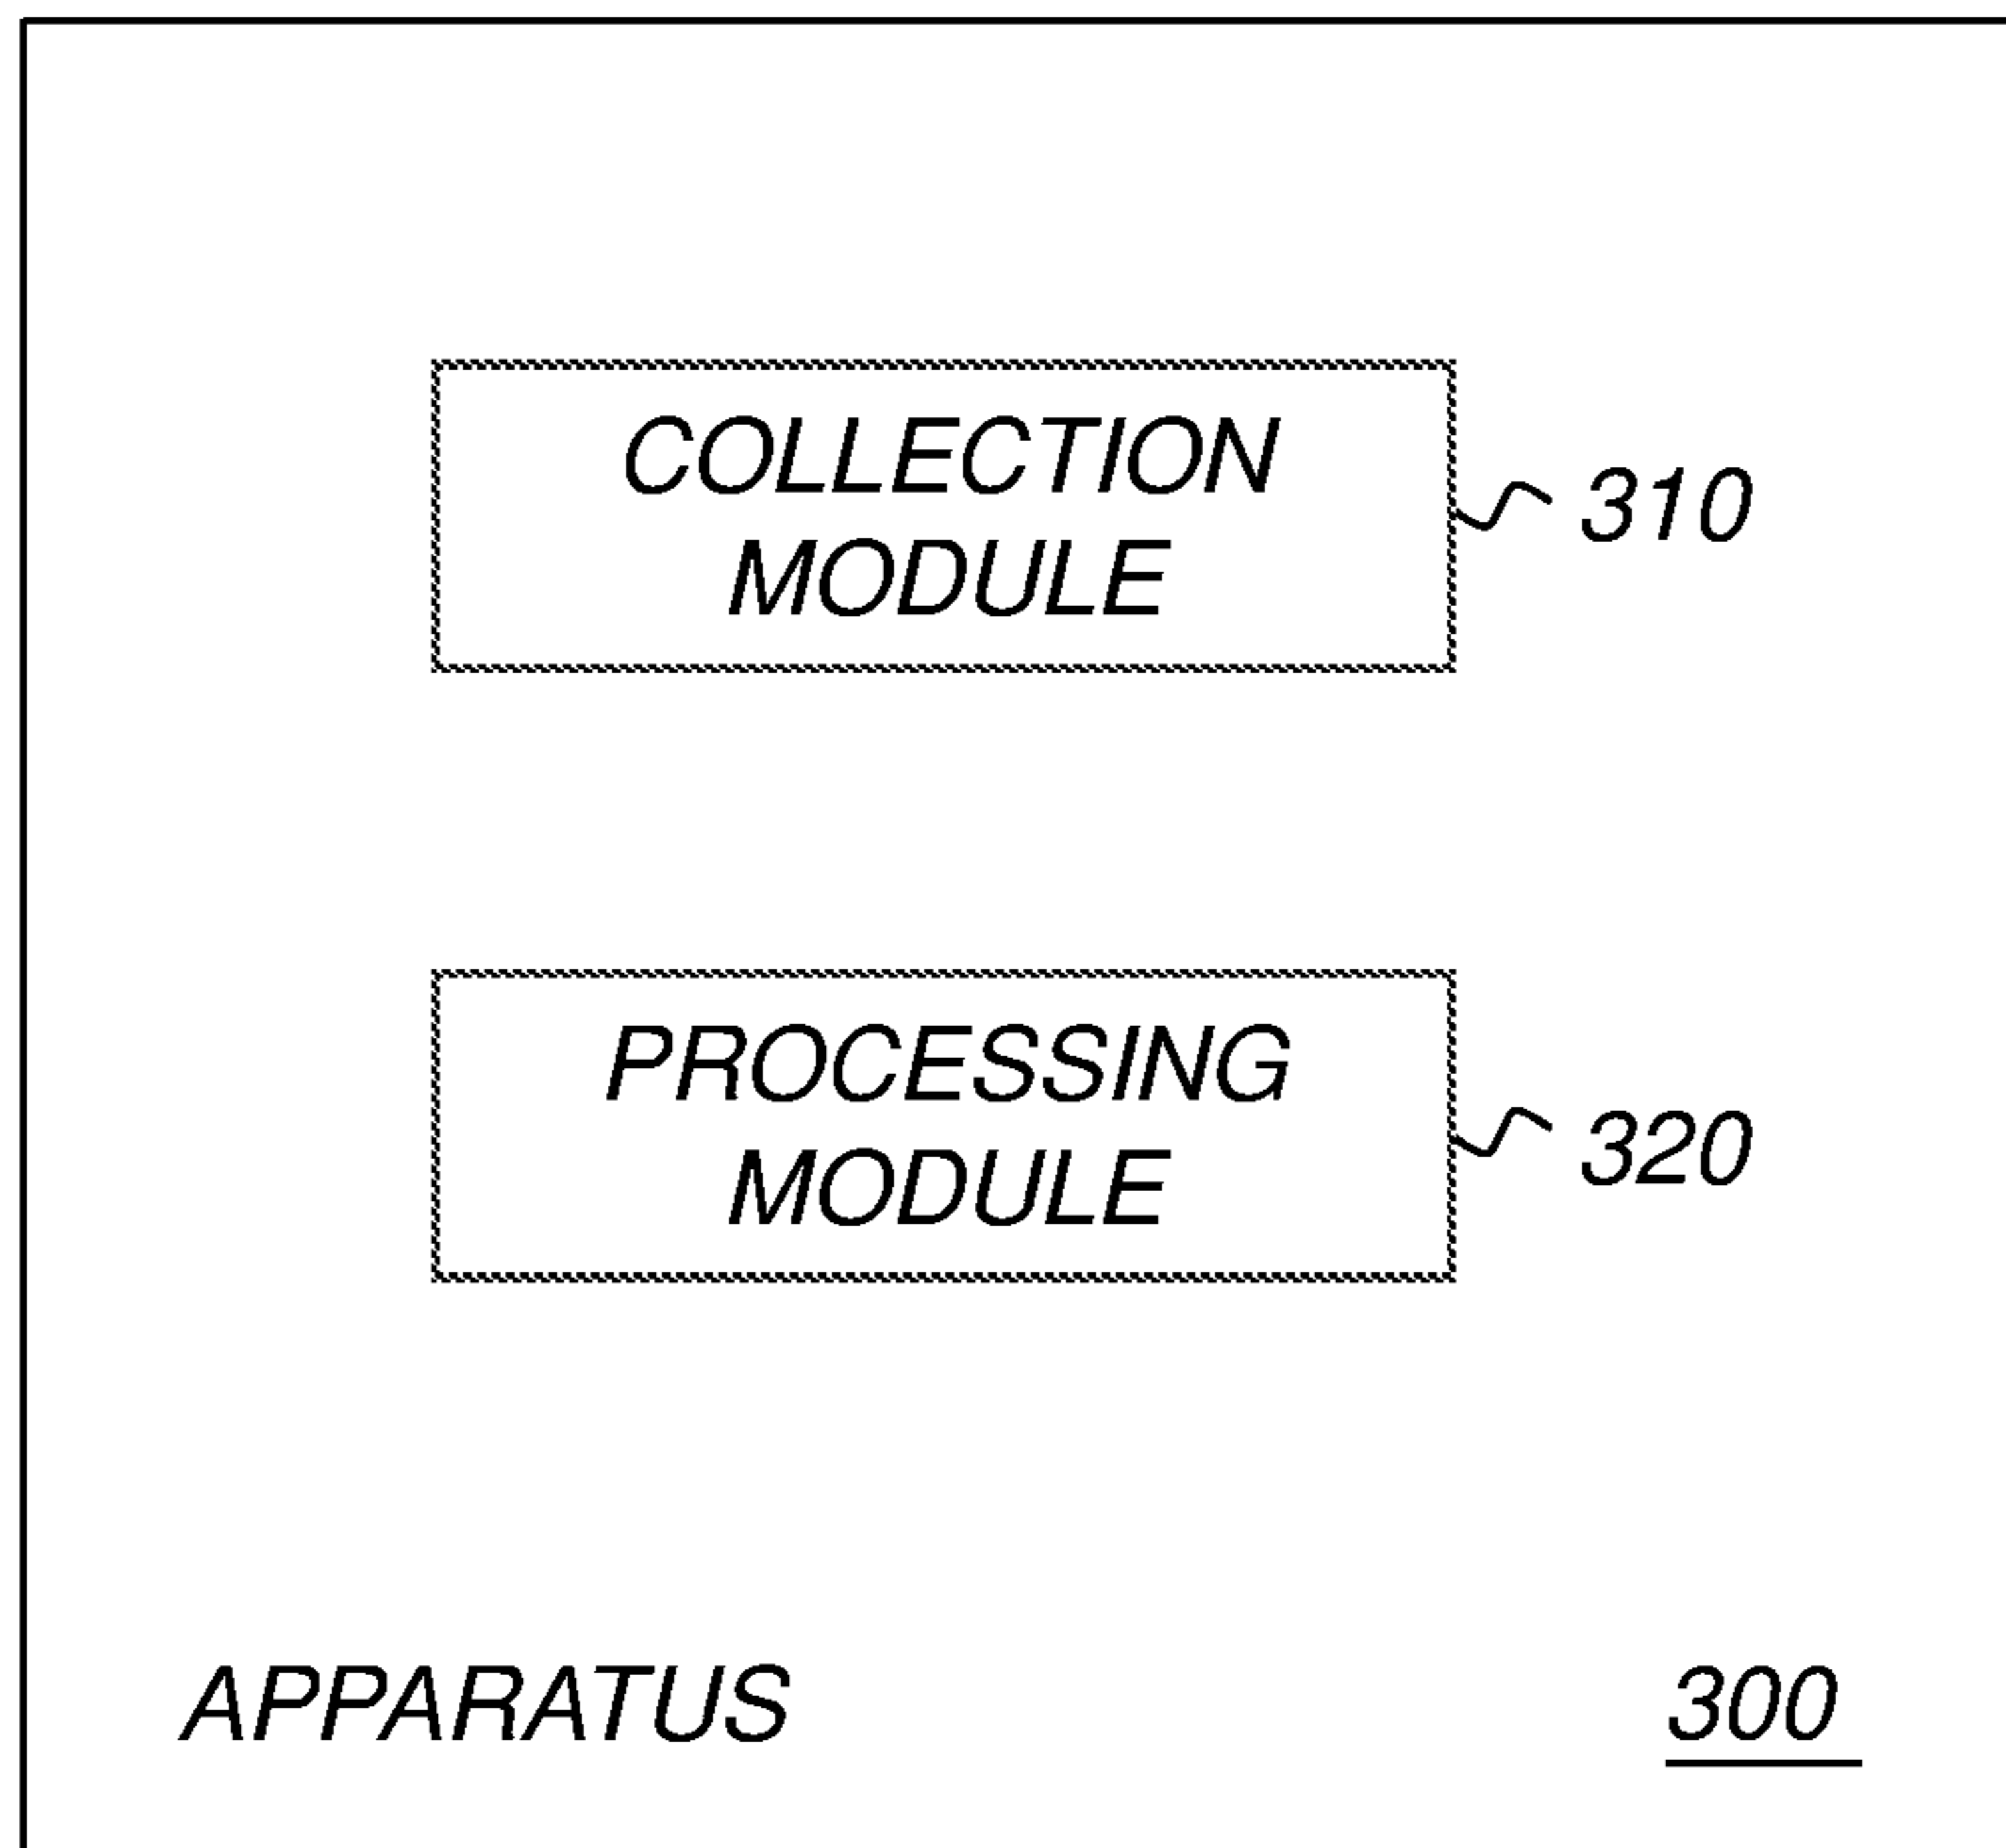 COLLECTION
MODULE
310
PROCESSING
MODULE
320
APPARATUS
300